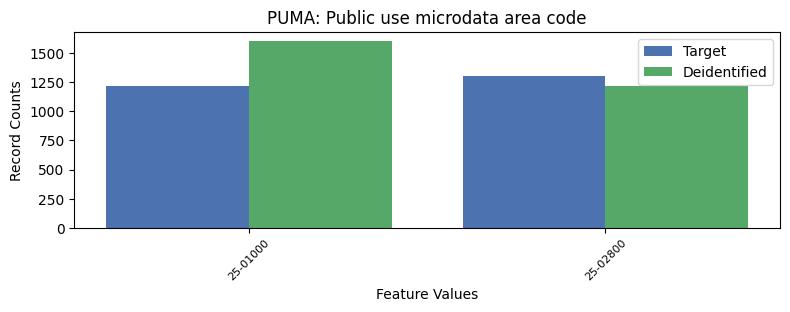 PUMA: Public use microdata area code
Target
Deidentified
Record Counts
1500
1250
1000
750
500
250
0
25-01000
25-02800
Feature Values